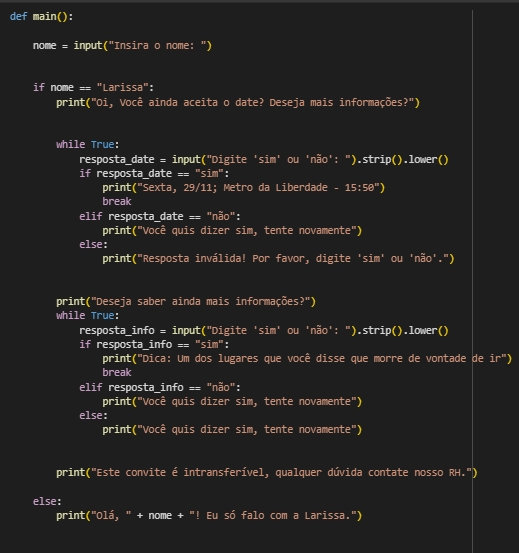 def main():
nome = input("Insira o nome: ")
if nome == "Larissa":
print("Oi, Você ainda aceita o date? Deseja mais informações?")
while True:
resposta_date = input("Digite 'sim' ou 'não': ").strip().lower()
if resposta_date == "sim":
print("Sexta, 29/11; Metro da Liberdade - 15:50")
break
elif resposta_date == "não":
print("Você quis dizer sim, tente novamente")
else:
print("Resposta inválida! Por favor, digite 'sim' ou 'não'.")
print("Deseja saber ainda mais informações?")
while True:
resposta_info = input("Digite 'sim' ou 'não': ").strip().lower()
if resposta_info == "sim":
print("Dica: Um dos lugares que você disse que morre de vontade de ir")
break
elif resposta_info == "não":
print("Você quis dizer sim, tente novamente")
else:
print("Você quis dizer sim, tente novamente")
print("Este convite é intransferível, qualquer dúvida contate nosso RH.")
else:
print("Olá, " + nome + "! Eu só falo com a Larissa.")